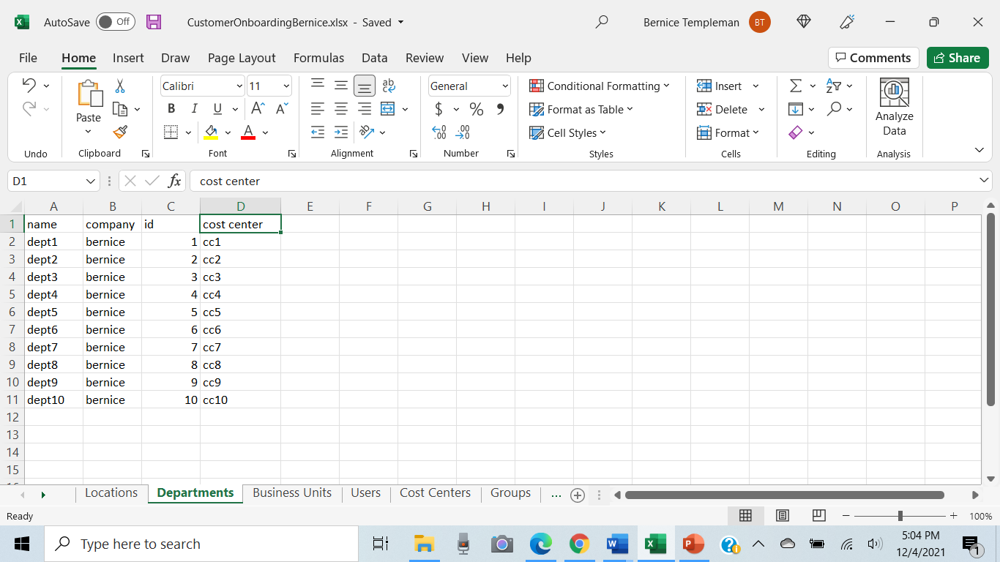 AutoSave Off CustomerOnboardingBernice.xlsx - Saved Bernice Templeman BT
File Home Insert Draw Page Layout Formulas Data Review View Help Comments Share
Calibri 11 ab General Conditional Formatting Insert Σ
Paste B I U A A $ % Format as Table Delete Analyze Data
A ab .00 .0 Cell Styles Format
Undo Clipboard Font Alignment Number Styles Cells Editing Analysis
D1 fx cost center
A B C D E F G H I J K L M N O P
1 name company id cost center
2 dept1 bernice 1 cc1
3 dept2 bernice 2 cc2
4 dept3 bernice 3 cc3
5 dept4 bernice 4 cc4
6 dept5 bernice 5 cc5
7 dept6 bernice 6 cc6
8 dept7 bernice 7 cc7
9 dept8 bernice 8 cc8
10 dept9 bernice 9 cc9
11 dept10 bernice 10 cc10
12
13
14
15
Locations Departments Business Units Users Cost Centers Groups ...
Ready 100%
Type here to search 5:04 PM
12/4/2021 1